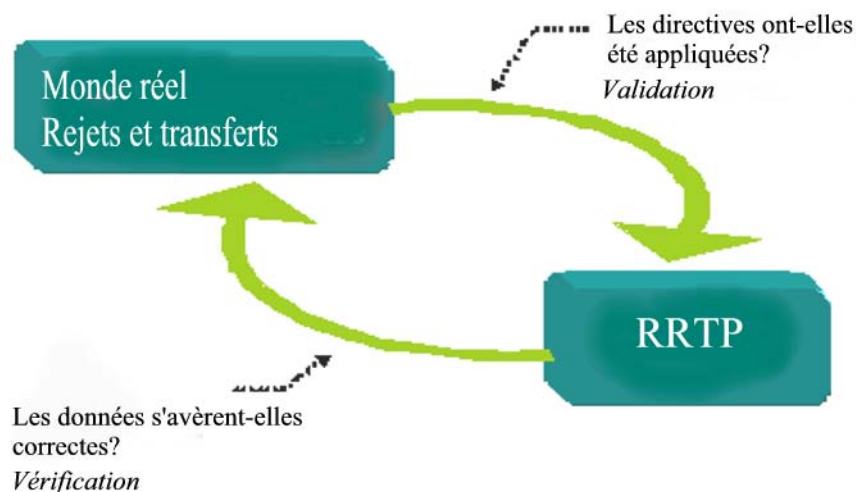 Les directives ont-elles
été appliquées?
Validation
Monde réel
Rejets et transferts
RRTP
Les données s'avèrent-elles
correctes?
Vérification